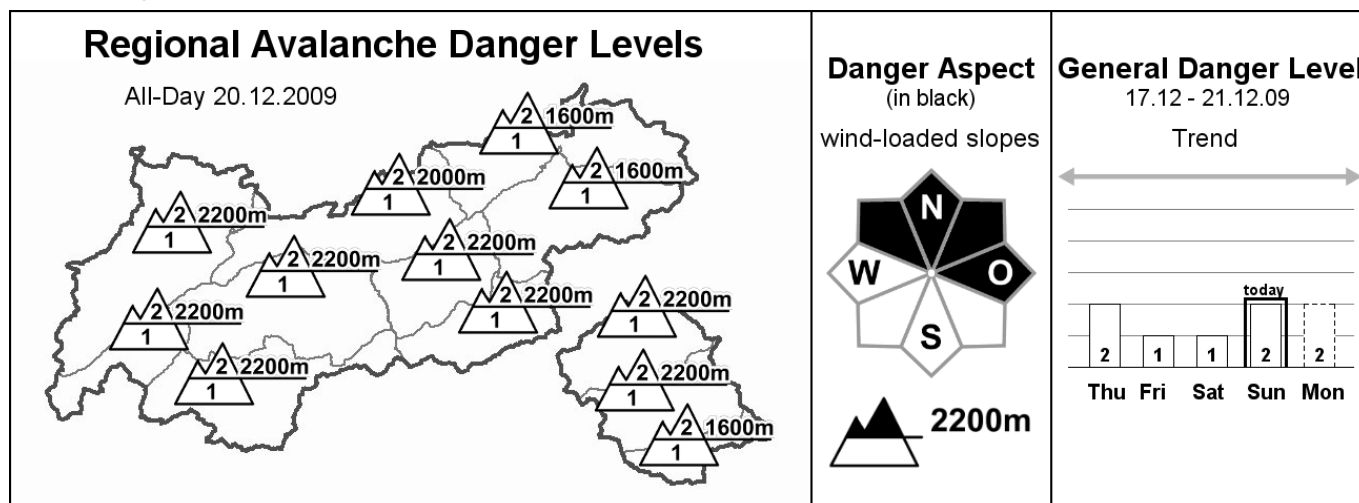 Regional Avalanche Danger Levels
All-Day 20.12.2009
2 1600m
1
2 1600m
1
2 2000m
1
2 2200m
1
2 2200m
1
2 2200m
1
2 2200m
1
2 2200m
1
2 2200m
1
2 2200m
1
2 2200m
1
2 1600m
1
Danger Aspect
(in black)
wind-loaded slopes
N
W O
S
2200m
General Danger Level
17.12 - 21.12.09
Trend
today
2 1 1 2 2
Thu Fri Sat Sun Mon